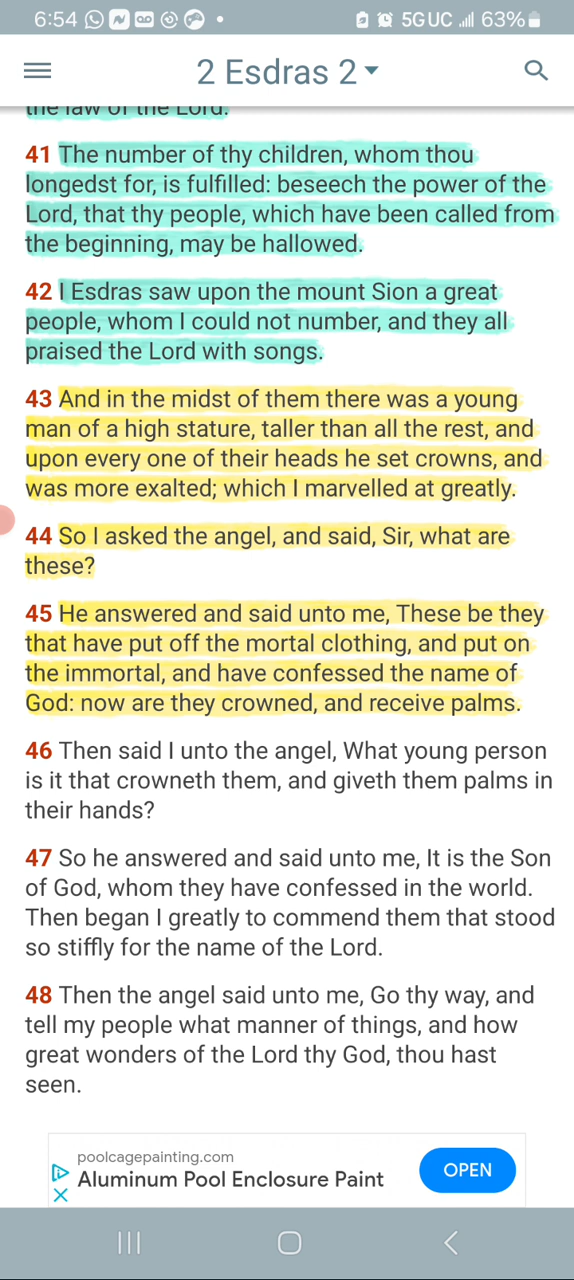 6:54 5GUC 63%
2 Esdras 2
the law of the Lord.
41 The number of thy children, whom thou
longedst for, is fulfilled: beseech the power of the
Lord, that thy people, which have been called from
the beginning, may be hallowed.
42 I Esdras saw upon the mount Sion a great
people, whom I could not number, and they all
praised the Lord with songs.
43 And in the midst of them there was a young
man of a high stature, taller than all the rest, and
upon every one of their heads he set crowns, and
was more exalted; which I marvelled at greatly.
44 So I asked the angel, and said, Sir, what are
these?
45 He answered and said unto me, These be they
that have put off the mortal clothing, and put on
the immortal, and have confessed the name of
God: now are they crowned, and receive palms.
46 Then said I unto the angel, What young person
is it that crowneth them, and giveth them palms in
their hands?
47 So he answered and said unto me, It is the Son
of God, whom they have confessed in the world.
Then began I greatly to commend them that stood
so stiffly for the name of the Lord.
48 Then the angel said unto me, Go thy way, and
tell my people what manner of things, and how
great wonders of the Lord thy God, thou hast
seen.
poolcagepainting.com
Aluminum Pool Enclosure Paint
OPEN